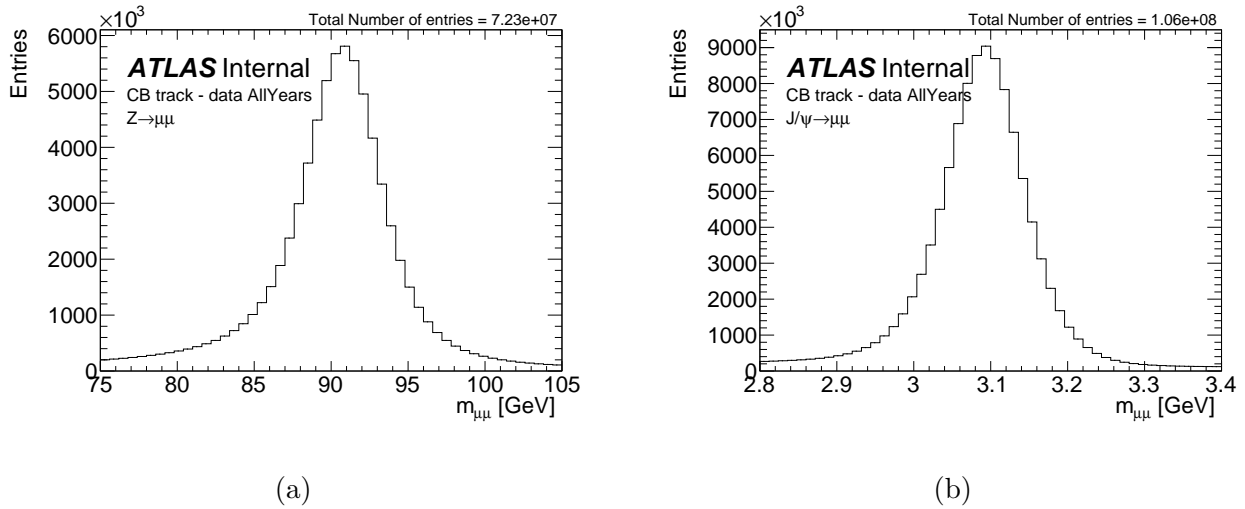 Total Number of entries = 7.23e+07
×10³
Entries
6000
5000
4000
3000
2000
1000
0
ATLAS Internal
CB track - data AllYears
Z→μμ
75 80 85 90 95 100 105
m_μμ [GeV]
(a)
Total Number of entries = 1.06e+08
×10³
Entries
9000
8000
7000
6000
5000
4000
3000
2000
1000
0
ATLAS Internal
CB track - data AllYears
J/ψ→μμ
2.8 2.9 3 3.1 3.2 3.3 3.4
m_μμ [GeV]
(b)